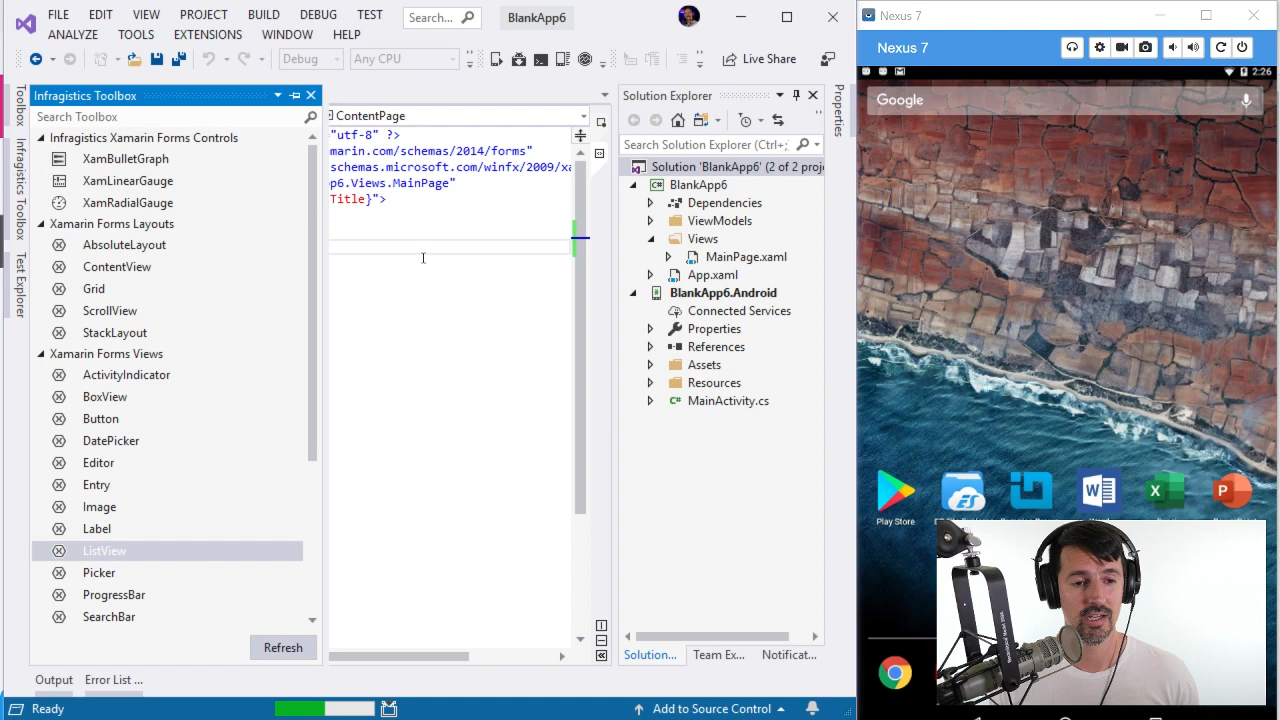 FILE EDIT VIEW PROJECT BUILD DEBUG TEST
ANALYZE TOOLS EXTENSIONS WINDOW HELP
Search...
BlankApp6
Debug
Any CPU
Live Share
Toolbox
Infragistics Toolbox
Test Explorer
Infragistics Toolbox
Search Toolbox
Infragistics Xamarin Forms Controls
XamBulletGraph
XamLinearGauge
XamRadialGauge
Xamarin Forms Layouts
AbsoluteLayout
ContentView
Grid
ScrollView
StackLayout
Xamarin Forms Views
ActivityIndicator
BoxView
Button
DatePicker
Editor
Entry
Image
Label
ListView
Picker
ProgressBar
SearchBar
Refresh
ContentPage
="utf-8" ?>
marin.com/schemas/2014/forms"
schemas.microsoft.com/winfx/2009/xa
p6.Views.MainPage"
Title}">
Solution Explorer
Search Solution Explorer (Ctrl+;
Solution 'BlankApp6' (2 of 2 proj
BlankApp6
Dependencies
ViewModels
Views
MainPage.xaml
App.xaml
BlankApp6.Android
Connected Services
Properties
References
Assets
Resources
MainActivity.cs
Solution... Team Ex... Notificat...
Properties
Output Error List ...
Ready
Add to Source Control
Nexus 7
Nexus 7
2:26
Google
Play Store